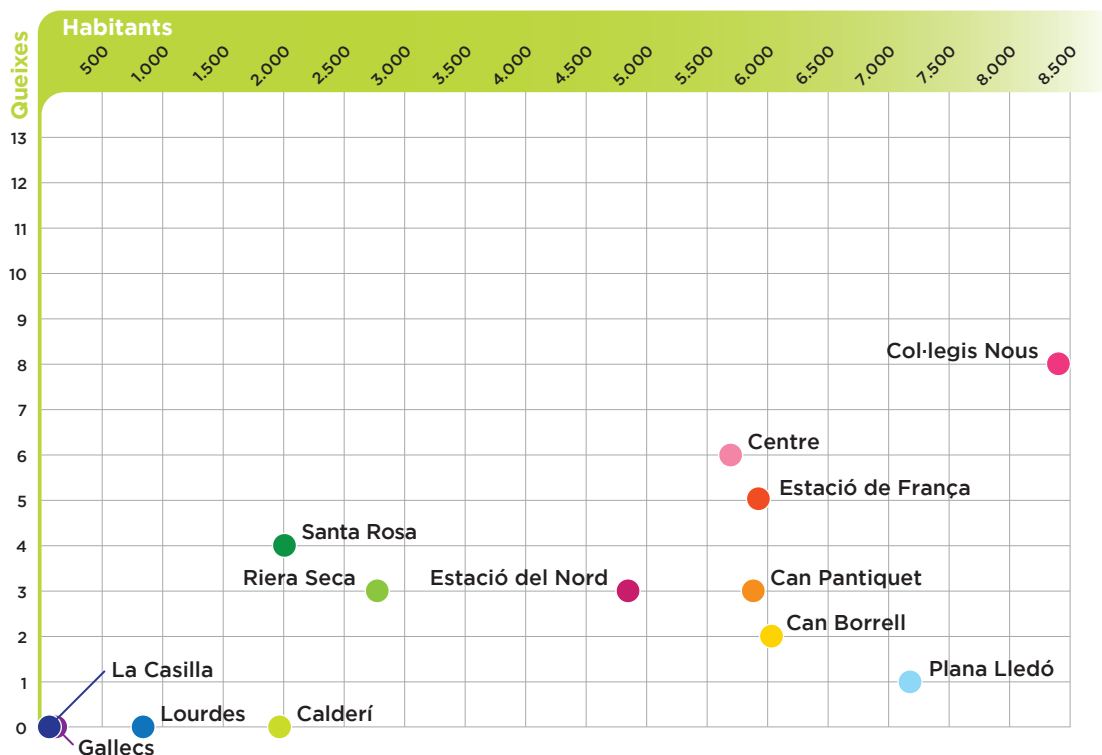 Habitants
Queixes
500
1.000
1.500
2.000
2.500
3.000
3.500
4.000
4.500
5.000
5.500
6.000
6.500
7.000
7.500
8.000
8.500
13
12
11
10
9
8
7
6
5
4
3
2
1
0
Col·legis Nous
Centre
Estació de França
Santa Rosa
Riera Seca
Estació del Nord
Can Pantiquet
Can Borrell
La Casilla
Plana Lledó
Lourdes
Calderí
Gallecs